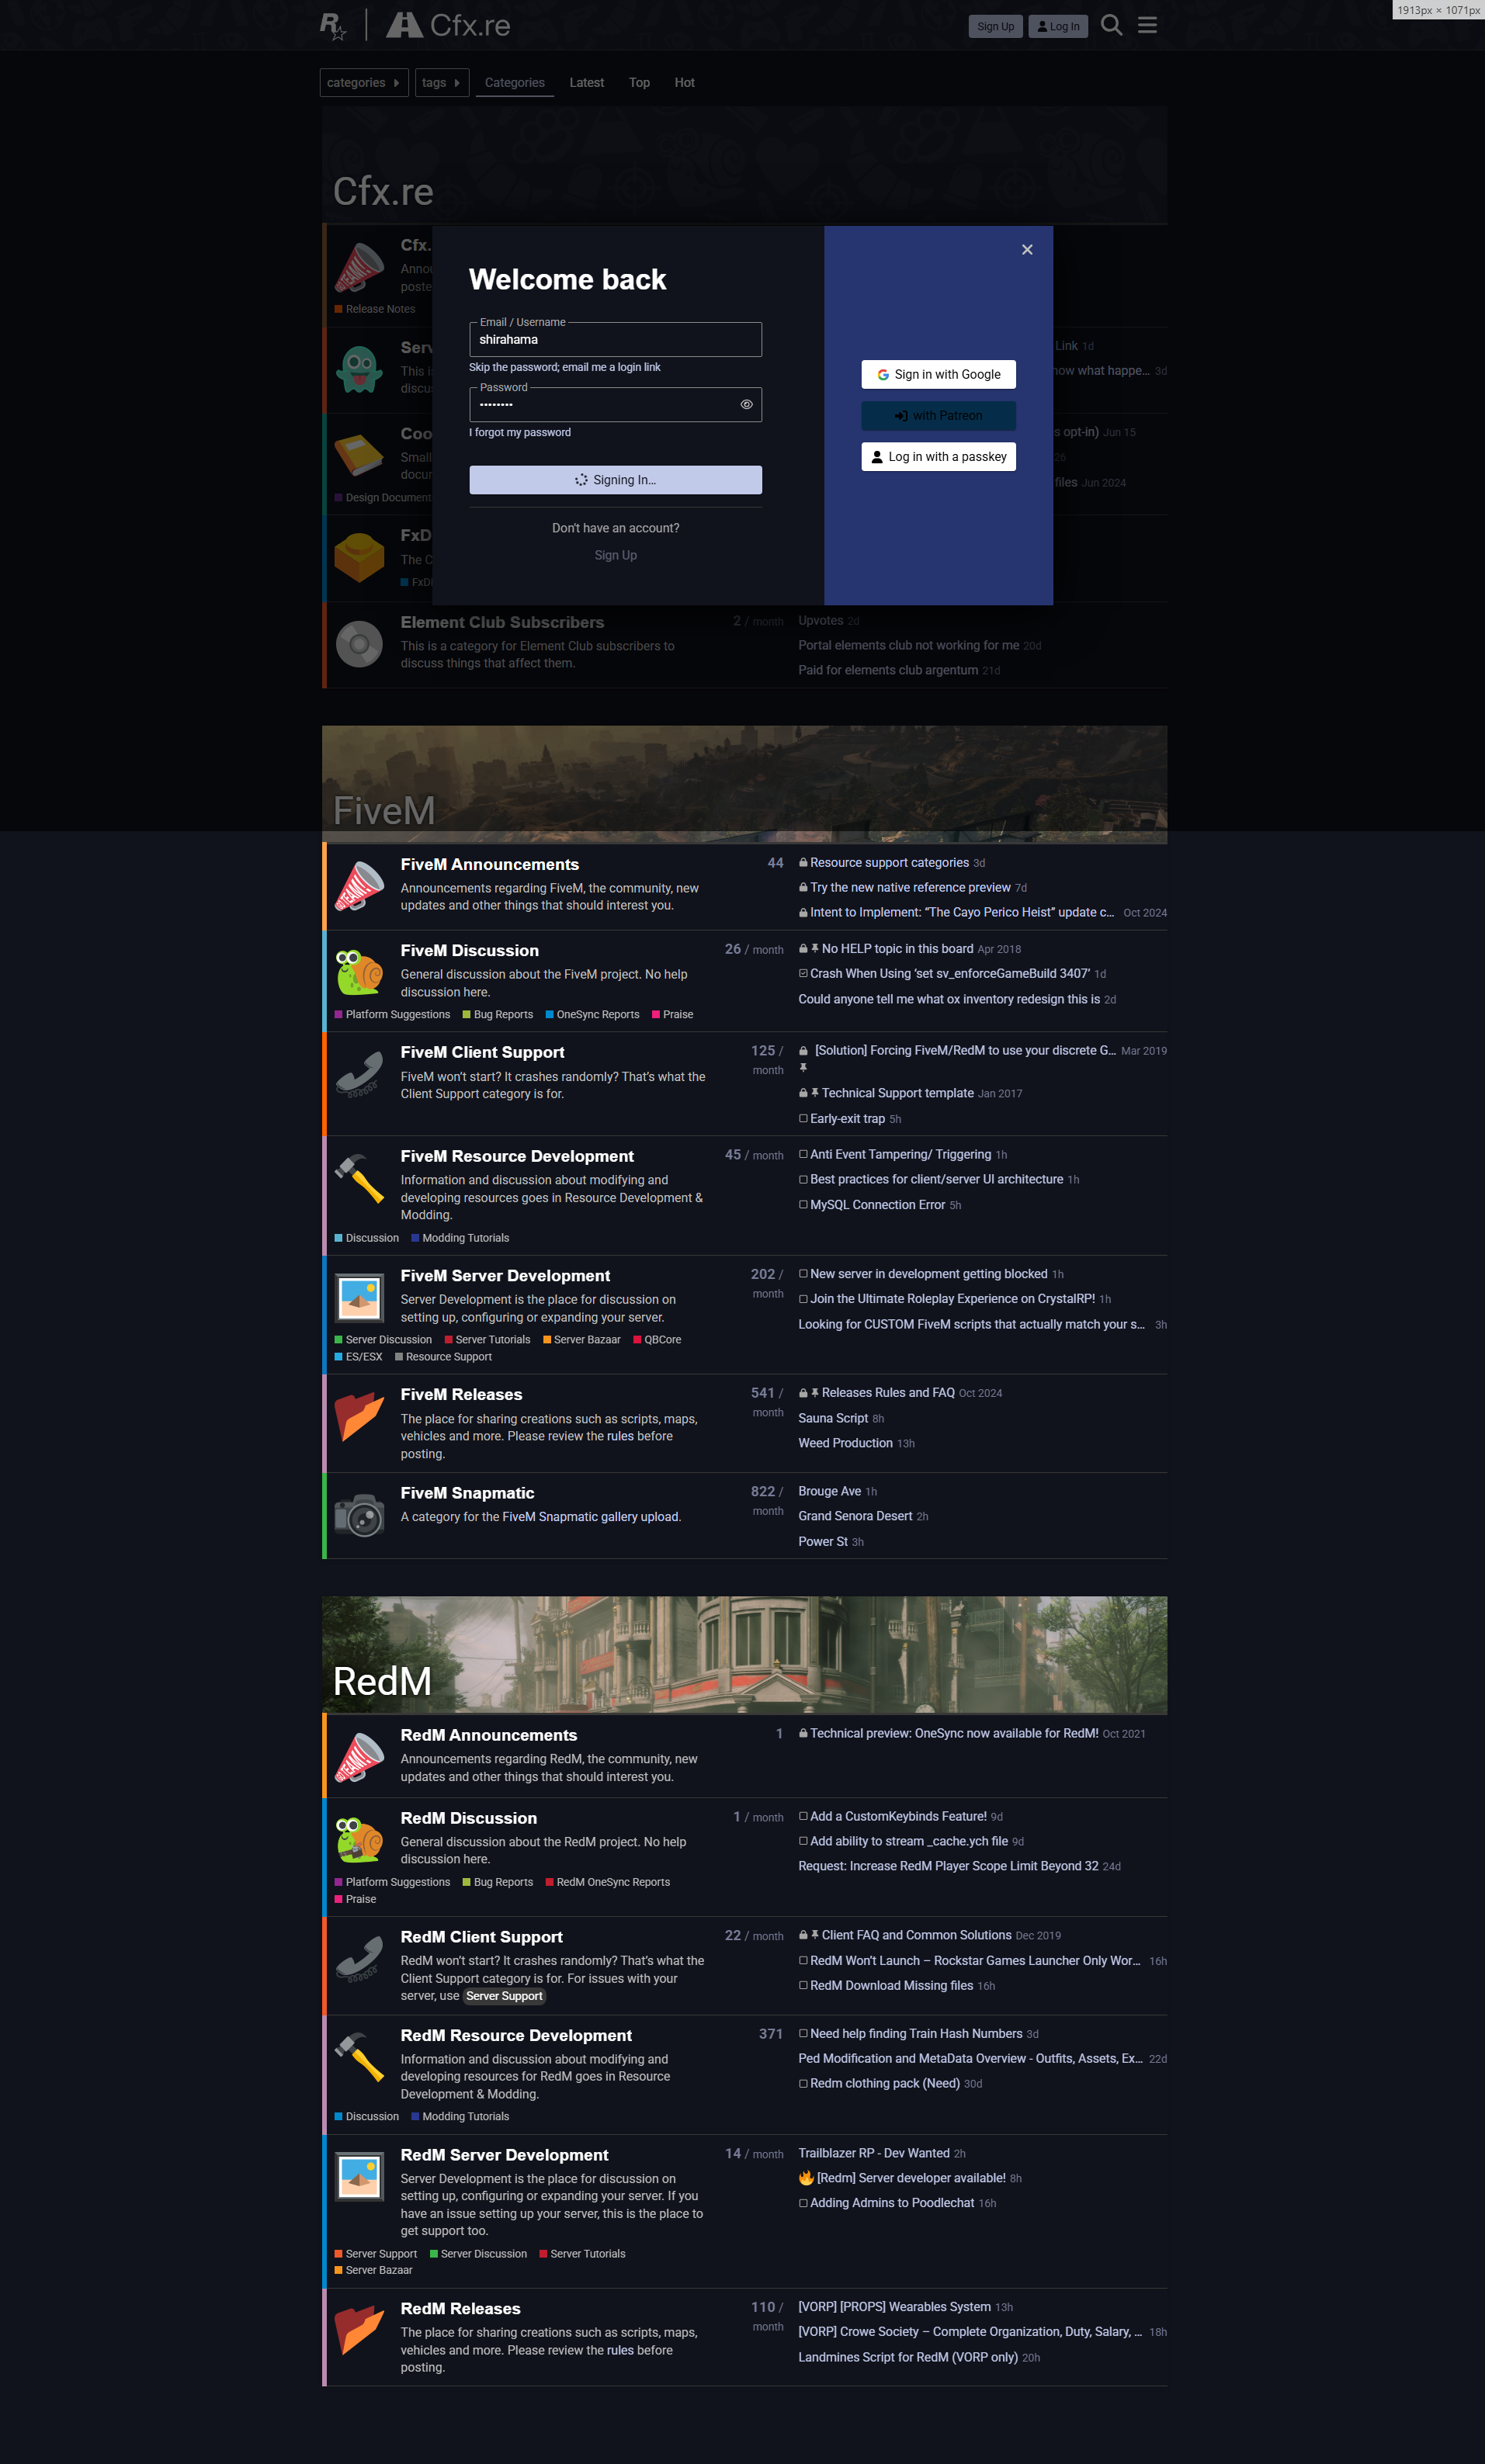 1913px × 1071px
R
Cfx.re
Sign Up
Log In
categories
tags
Categories
Latest
Top
Hot
Cfx.re
Cfx.
Release Notes
Serv
This i
discu
Link 1d
now what happe... 3d
Coo
Small
docur
Design Document
s opt-in) Jun 15
26
files Jun 2024
FxD
The C
FxD
Welcome back
Email / Username
shirahama
Skip the password; email me a login link
Password
••••••••
I forgot my password
Signing In…
Don't have an account?
Sign Up
Sign in with Google
with Patreon
Log in with a passkey
Element Club Subscribers
This is a category for Element Club subscribers to
discuss things that affect them.
2 / month
Upvotes 2d
Portal elements club not working for me 20d
Paid for elements club argentum 21d
FiveM
FiveM Announcements
Announcements regarding FiveM, the community, new
updates and other things that should interest you.
44
Resource support categories 3d
Try the new native reference preview 7d
Intent to Implement: “The Cayo Perico Heist” update c... Oct 2024
FiveM Discussion
General discussion about the FiveM project. No help
discussion here.
Platform Suggestions Bug Reports OneSync Reports Praise
26 / month
No HELP topic in this board Apr 2018
Crash When Using ‘set sv_enforceGameBuild 3407’ 1d
Could anyone tell me what ox inventory redesign this is 2d
FiveM Client Support
FiveM won’t start? It crashes randomly? That’s what the
Client Support category is for.
125 /
month
[Solution] Forcing FiveM/RedM to use your discrete G... Mar 2019
Technical Support template Jan 2017
Early-exit trap 5h
FiveM Resource Development
Information and discussion about modifying and
developing resources goes in Resource Development &
Modding.
Discussion Modding Tutorials
45 / month
Anti Event Tampering/ Triggering 1h
Best practices for client/server UI architecture 1h
MySQL Connection Error 5h
FiveM Server Development
Server Development is the place for discussion on
setting up, configuring or expanding your server.
Server Discussion Server Tutorials Server Bazaar QBCore
ES/ESX Resource Support
202 /
month
New server in development getting blocked 1h
Join the Ultimate Roleplay Experience on CrystalRP! 1h
Looking for CUSTOM FiveM scripts that actually match your s... 3h
FiveM Releases
The place for sharing creations such as scripts, maps,
vehicles and more. Please review the rules before
posting.
541 /
month
Releases Rules and FAQ Oct 2024
Sauna Script 8h
Weed Production 13h
FiveM Snapmatic
A category for the FiveM Snapmatic gallery upload.
822 /
month
Brouge Ave 1h
Grand Senora Desert 2h
Power St 3h
RedM
RedM Announcements
Announcements regarding RedM, the community, new
updates and other things that should interest you.
1
Technical preview: OneSync now available for RedM! Oct 2021
RedM Discussion
General discussion about the RedM project. No help
discussion here.
Platform Suggestions Bug Reports RedM OneSync Reports
Praise
1 / month
Add a CustomKeybinds Feature! 9d
Add ability to stream _cache.ych file 9d
Request: Increase RedM Player Scope Limit Beyond 32 24d
RedM Client Support
RedM won’t start? It crashes randomly? That’s what the
Client Support category is for. For issues with your
server, use Server Support
22 / month
Client FAQ and Common Solutions Dec 2019
RedM Won’t Launch – Rockstar Games Launcher Only Wor... 16h
RedM Download Missing files 16h
RedM Resource Development
Information and discussion about modifying and
developing resources for RedM goes in Resource
Development & Modding.
Discussion Modding Tutorials
371
Need help finding Train Hash Numbers 3d
Ped Modification and MetaData Overview - Outfits, Assets, Ex... 22d
Redm clothing pack (Need) 30d
RedM Server Development
Server Development is the place for discussion on
setting up, configuring or expanding your server. If you
have an issue setting up your server, this is the place to
get support too.
Server Support Server Discussion Server Tutorials
Server Bazaar
14 / month
Trailblazer RP - Dev Wanted 2h
[Redm] Server developer available! 8h
Adding Admins to Poodlechat 16h
RedM Releases
The place for sharing creations such as scripts, maps,
vehicles and more. Please review the rules before
posting.
110 /
month
[VORP] [PROPS] Wearables System 13h
[VORP] Crowe Society – Complete Organization, Duty, Salary, ... 18h
Landmines Script for RedM (VORP only) 20h